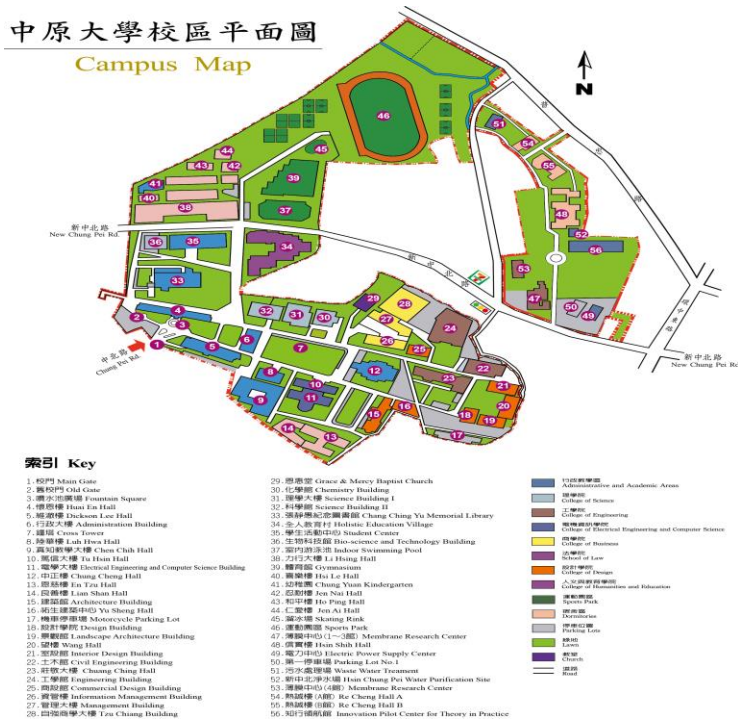 中原大學校區平面圖
Campus Map
N
新中北路
New Chung Pei Rd.
中北路
Chung Pei Rd.
新中北路
New Chung Pei Rd
索引 Key
1.校門 Main Gate
2.舊校門 Old Gate
3.噴水池廣場 Fountain Square
4.懷恩樓 Huai En Hall
5.維澈樓 Dickson Lee Hall
6.行政大樓 Administration Building
7.鐘塔 Cross Tower
8.陸華樓 Luh Hwa Hall
9.真知教學大樓 Chen Chih Hall
10.篤信大樓 Tu Hsin Hall
11.電學大樓 Electrical Engineering and Computer Science Building
12.中正樓 Chung Cheng Hall
13.恩慈樓 En Tzu Hall
14.良善樓 Lian Shan Hall
15.建築館 Architecture Building
16.祐生建築中心 Yu Sheng Hall
17.機車停車場 Motorcycle Parking Lot
18.設計學院 Design Building
19.景觀館 Landscape Architecture Building
20.望樓 Wang Hall
21.室設館 Interior Design Building
22.土木館 Civil Engineering Building
23.莊敬大樓 Chuang Ching Hall
24.工學館 Engineering Building
25.商設館 Commercial Design Building
26.資管館 Information Management Building
27.管理大樓 Management Building
28.自強商學大樓 Tzu Chiang Building
29.恩惠堂 Grace & Mercy Baptist Church
30.化學館 Chemistry Building
31.理學大樓 Science Building I
32.科學館 Science Building II
33.張靜愚紀念圖書館 Chang Ching Yu Memorial Library
34.全人教育村 Holistic Education Village
35.學生活動中心 Student Center
36.生物科技館 Bio-science and Technology Building
37.室內游泳池 Indoor Swimming Pool
38.力行大樓 Li Hsing Hall
39.體育館 Gymnasium
40.喜樂樓 Hsi Le Hall
41.幼稚園 Chung Yuan Kindergarten
42.忍耐樓 Jen Nai Hall
43.和平樓 Ho Ping Hall
44.仁愛樓 Jen Ai Hall
45.溜冰場 Skating Rink
46.運動園區 Sports Park
47.薄膜中心(1~3館) Membrane Research Center
48.信實樓 Hsin Shih Hall
49.電力中心 Electric Power Supply Center
50.第一停車場 Parking Lot No.1
51.污水處理場 Waste Water Treatment
52.新中北淨水場 Hsin Chung Pei Water Purification Site
53.薄膜中心(4館) Membrane Research Center
54.熱誠樓(A館) Re Cheng Hall A
55.熱誠樓(B館) Re Cheng Hall B
56.知行領航館 Innovation Pilot Center for Theory in Practice
行政教學區
Administrative and Academic Areas
理學院
College of Science
工學院
College of Engineering
電機資訊學院
College of Electrical Engineering and Computer Science
商學院
College of Business
法學院
School of Law
設計學院
College of Design
人文與教育學院
College of Humanities and Education
運動園區
Sports Park
宿舍區
Dormitories
停車位置
Parking Lots
綠地
Lawn
教堂
Church
道路
Road